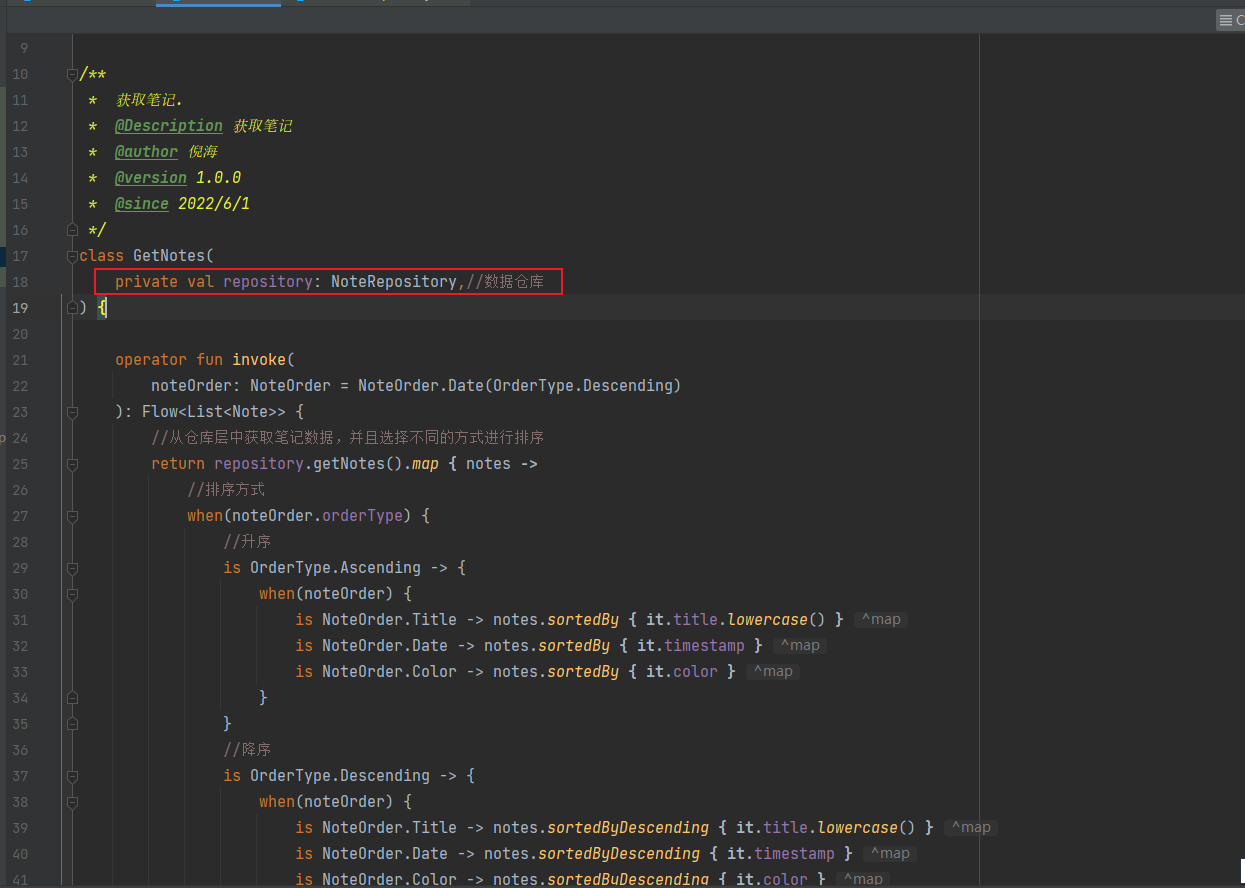 9
10 /**
11 * 获取笔记.
12 * @Description 获取笔记
13 * @author 倪海
14 * @version 1.0.0
15 * @since 2022/6/1
16 */
17 class GetNotes(
18 private val repository: NoteRepository,//数据仓库
19 ) {
20
21 operator fun invoke(
22 noteOrder: NoteOrder = NoteOrder.Date(OrderType.Descending)
23 ): Flow<List<Note>> {
24 //从仓库层中获取笔记数据，并且选择不同的方式进行排序
25 return repository.getNotes().map { notes ->
26 //排序方式
27 when(noteOrder.orderType) {
28 //升序
29 is OrderType.Ascending -> {
30 when(noteOrder) {
31 is NoteOrder.Title -> notes.sortedBy { it.title.lowercase() } ^map
32 is NoteOrder.Date -> notes.sortedBy { it.timestamp } ^map
33 is NoteOrder.Color -> notes.sortedBy { it.color } ^map
34 }
35 }
36 //降序
37 is OrderType.Descending -> {
38 when(noteOrder) {
39 is NoteOrder.Title -> notes.sortedByDescending { it.title.lowercase() } ^map
40 is NoteOrder.Date -> notes.sortedByDescending { it.timestamp } ^map
41 is NoteOrder.Color -> notes.sortedByDescending { it.color } ^map